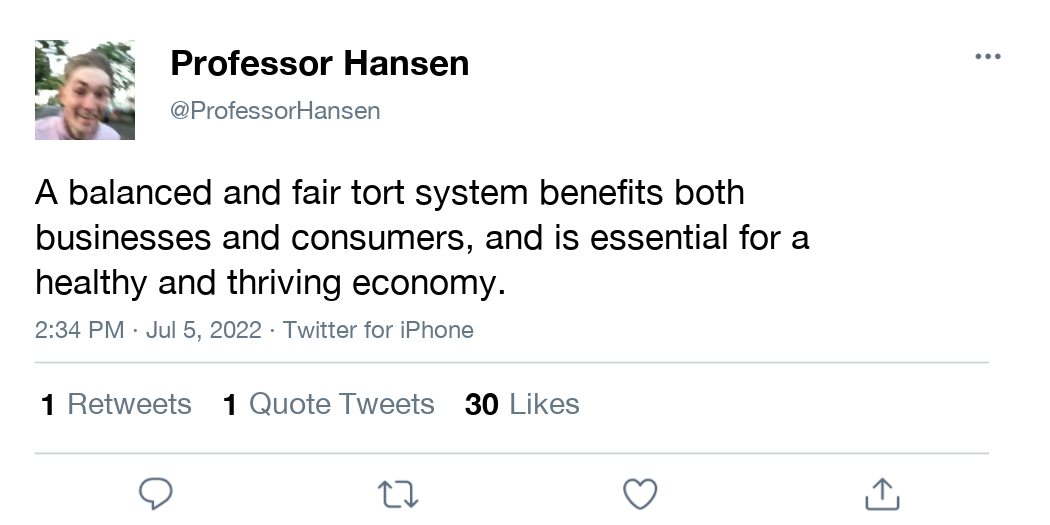 Professor Hansen
@ProfessorHansen
A balanced and fair tort system benefits both
businesses and consumers, and is essential for a
healthy and thriving economy.
2:34 PM · Jul 5, 2022 · Twitter for iPhone
1 Retweets 1 Quote Tweets 30 Likes